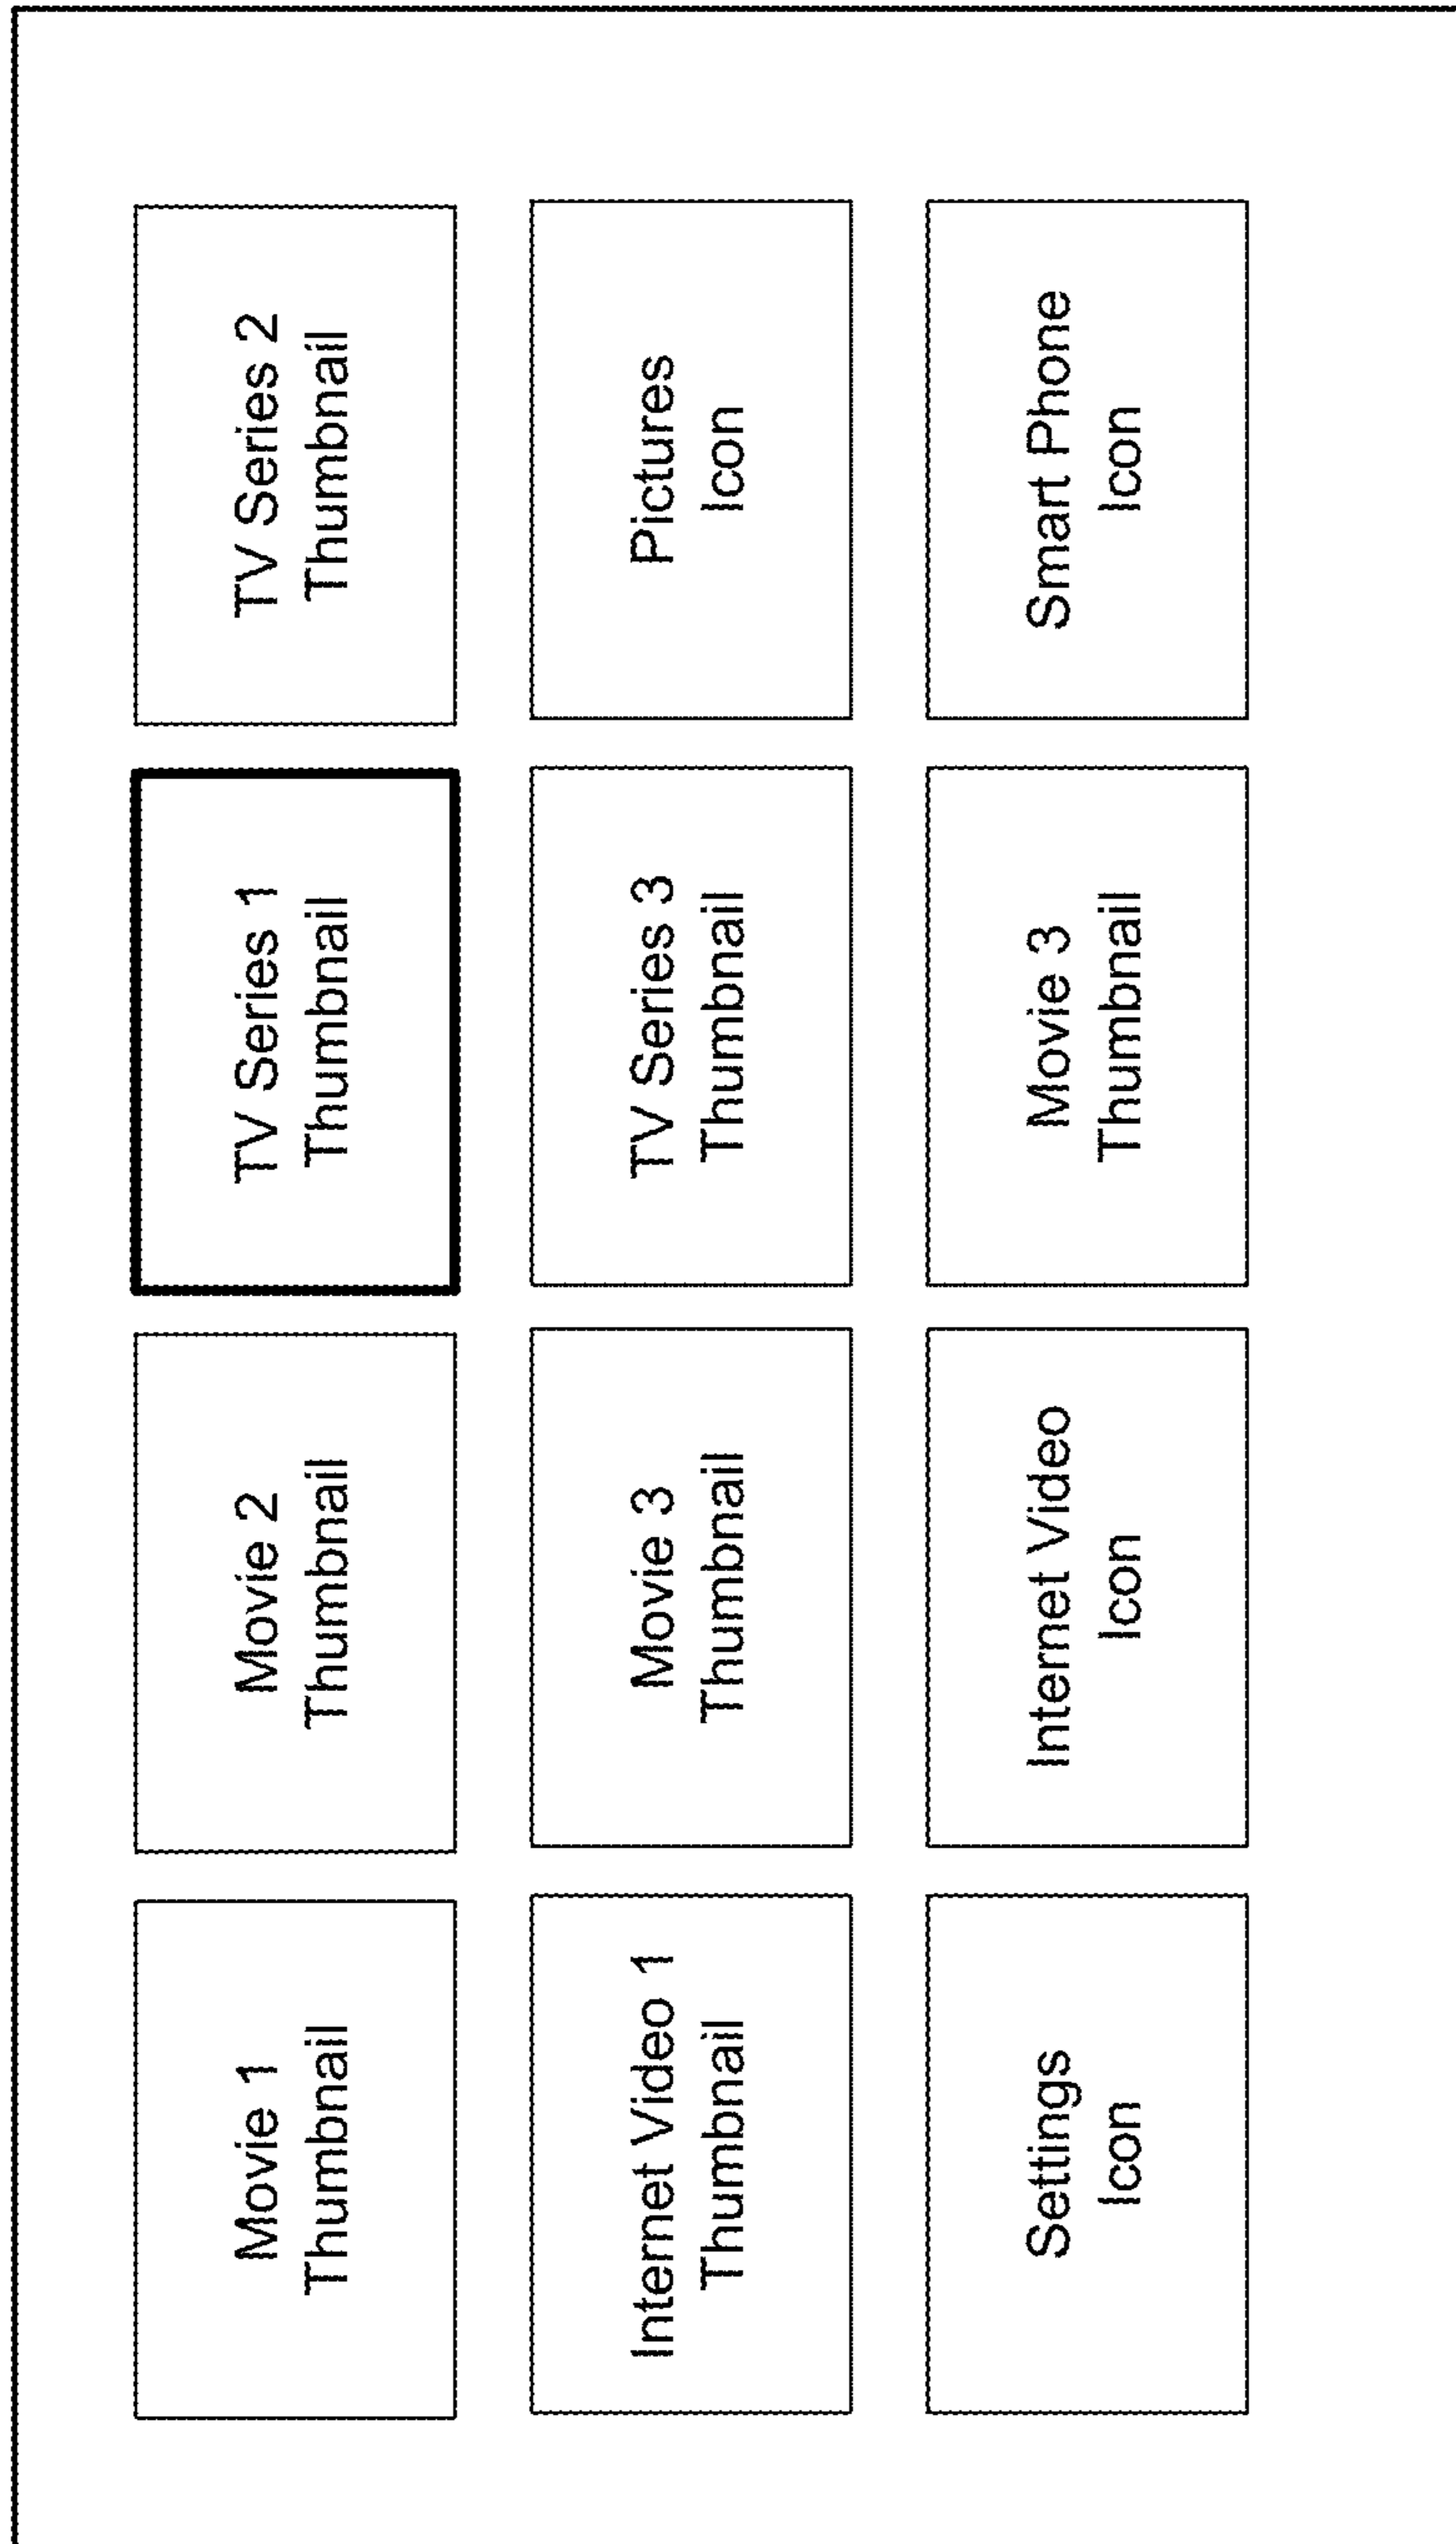 Movie 1
Thumbnail
Movie 2
Thumbnail
TV Series 1
Thumbnail
TV Series 2
Thumbnail
Internet Video 1
Thumbnail
Movie 3
Thumbnail
TV Series 3
Thumbnail
Pictures
Icon
Settings
Icon
Internet Video
Icon
Movie 3
Thumbnail
Smart Phone
Icon